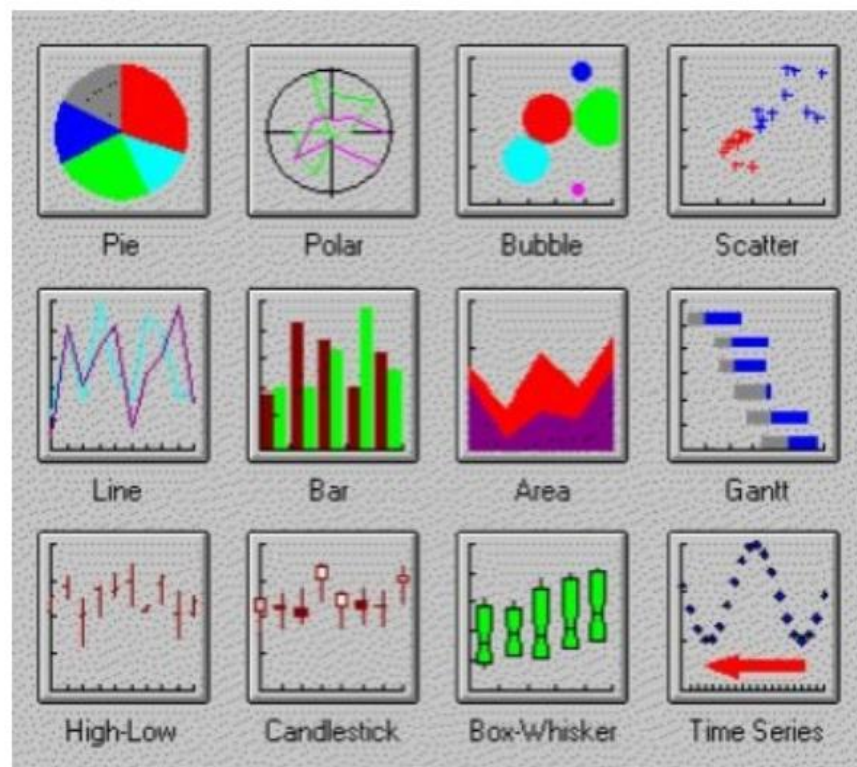 Pie Polar Bubble Scatter
Line Bar Area Gantt
High-Low Candlestick Box-Whisker Time Series